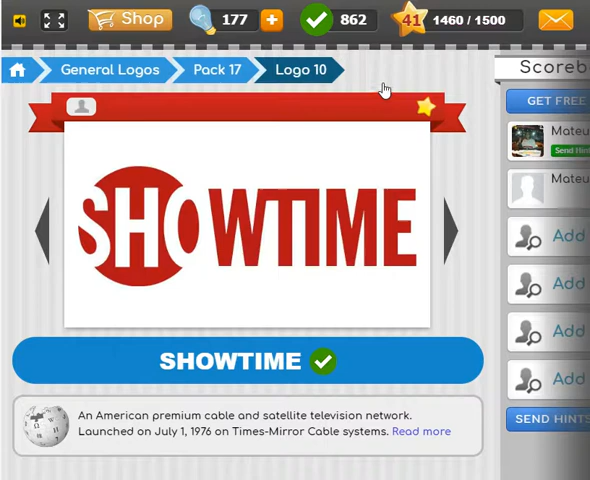 Shop 177 + 862 41 1460 / 1500
General Logos Pack 17 Logo 10
Scoreb
GET FREE
Mateu
Send Hin
Mateu
SHOWTIME
Add
Add
Add
Add
SHOWTIME
SEND HINTS
An American premium cable and satellite television network.
Launched on July 1, 1976 on Times-Mirror Cable systems. Read more